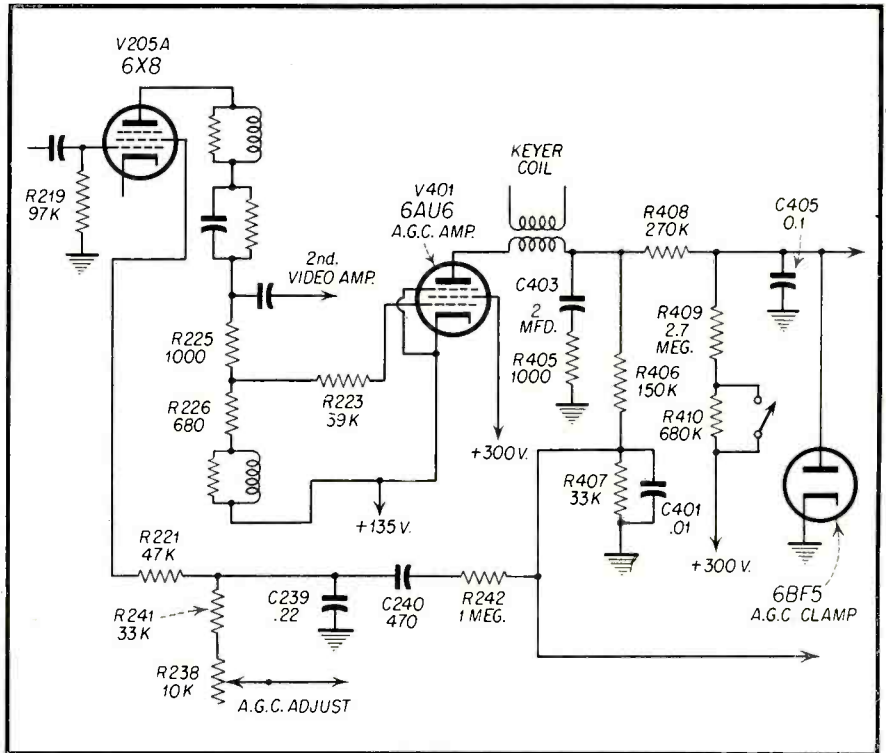 V205A
6X8
R219
97K
2nd.
VIDEO AMP.
R225
1000
R226
680
R223
39K
+135 V.
V401
6AU6
A.G.C. AMP.
KEYER
COIL
+300 V.
C403
2
MFD.
R405
1000
R408
270K
R406
150K
R407
33K
C401
.01
C405
0.1
R409
2.7
MEG.
R410
680K
+300 V.
6BF5
A.G.C CLAMP
R221
47K
R241
33K
R238
10K
A.G.C. ADJUST
C239
.22
C240
470
R242
1 MEG.